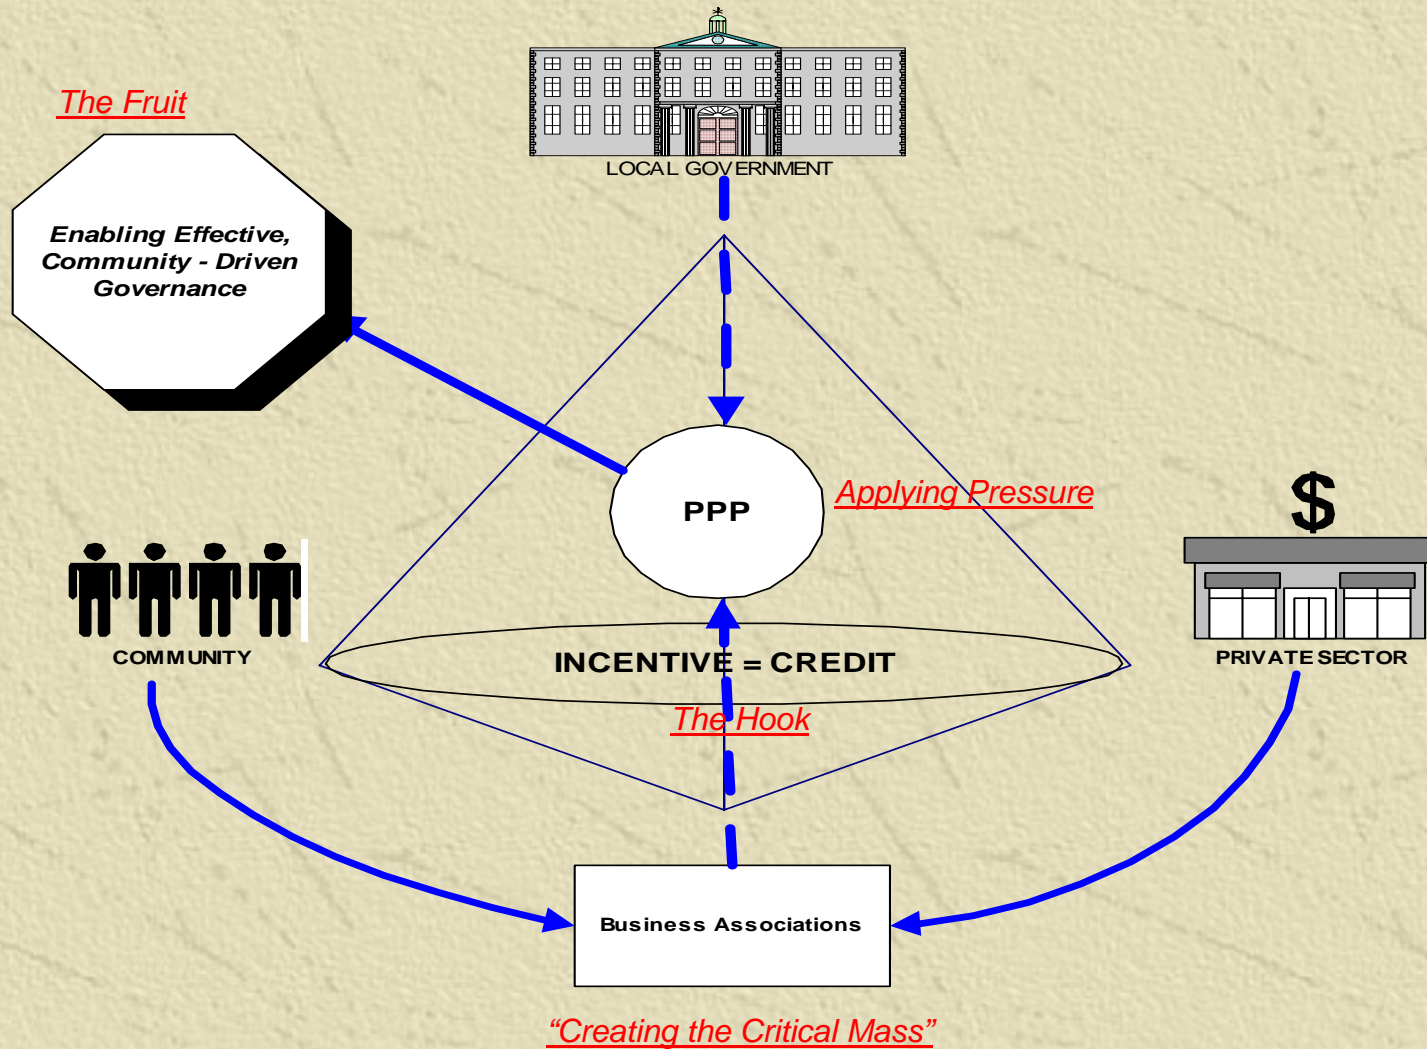 LOCAL GOVERNMENT
The Fruit
Enabling Effective,
Community - Driven
Governance
PPP
Applying Pressure
$
COMMUNITY
PRIVATE SECTOR
INCENTIVE = CREDIT
The Hook
Business Associations
“Creating the Critical Mass”